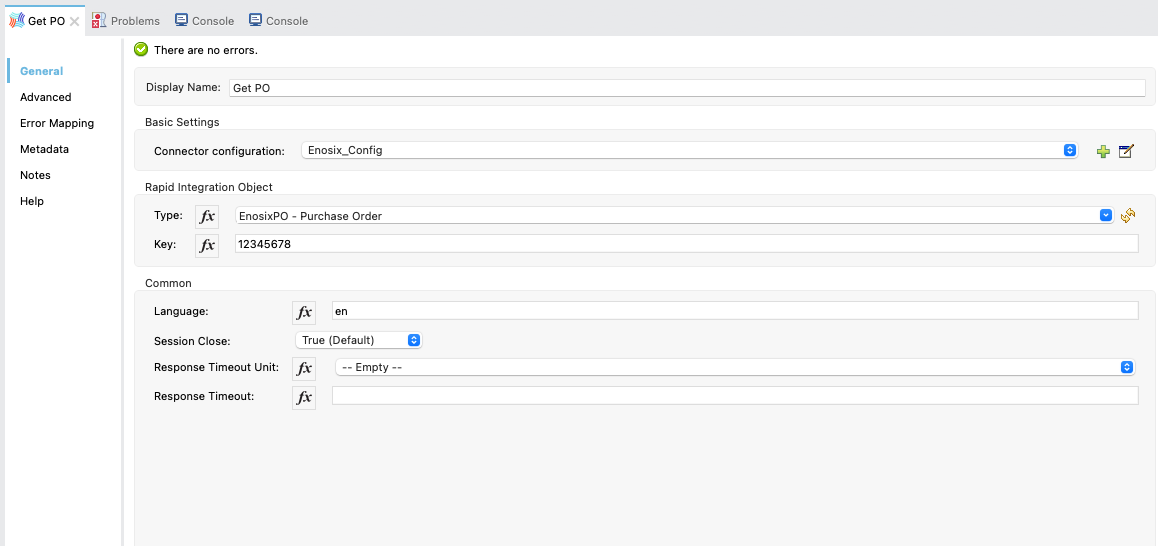 Get PO Problems Console Console
There are no errors.
General
Advanced
Error Mapping
Metadata
Notes
Help
Display Name: Get PO
Basic Settings
Connector configuration: Enosix_Config
Rapid Integration Object
Type: fx EnosixPO - Purchase Order
Key: fx 12345678
Common
Language: fx en
Session Close: True (Default)
Response Timeout Unit: fx -- Empty --
Response Timeout: fx